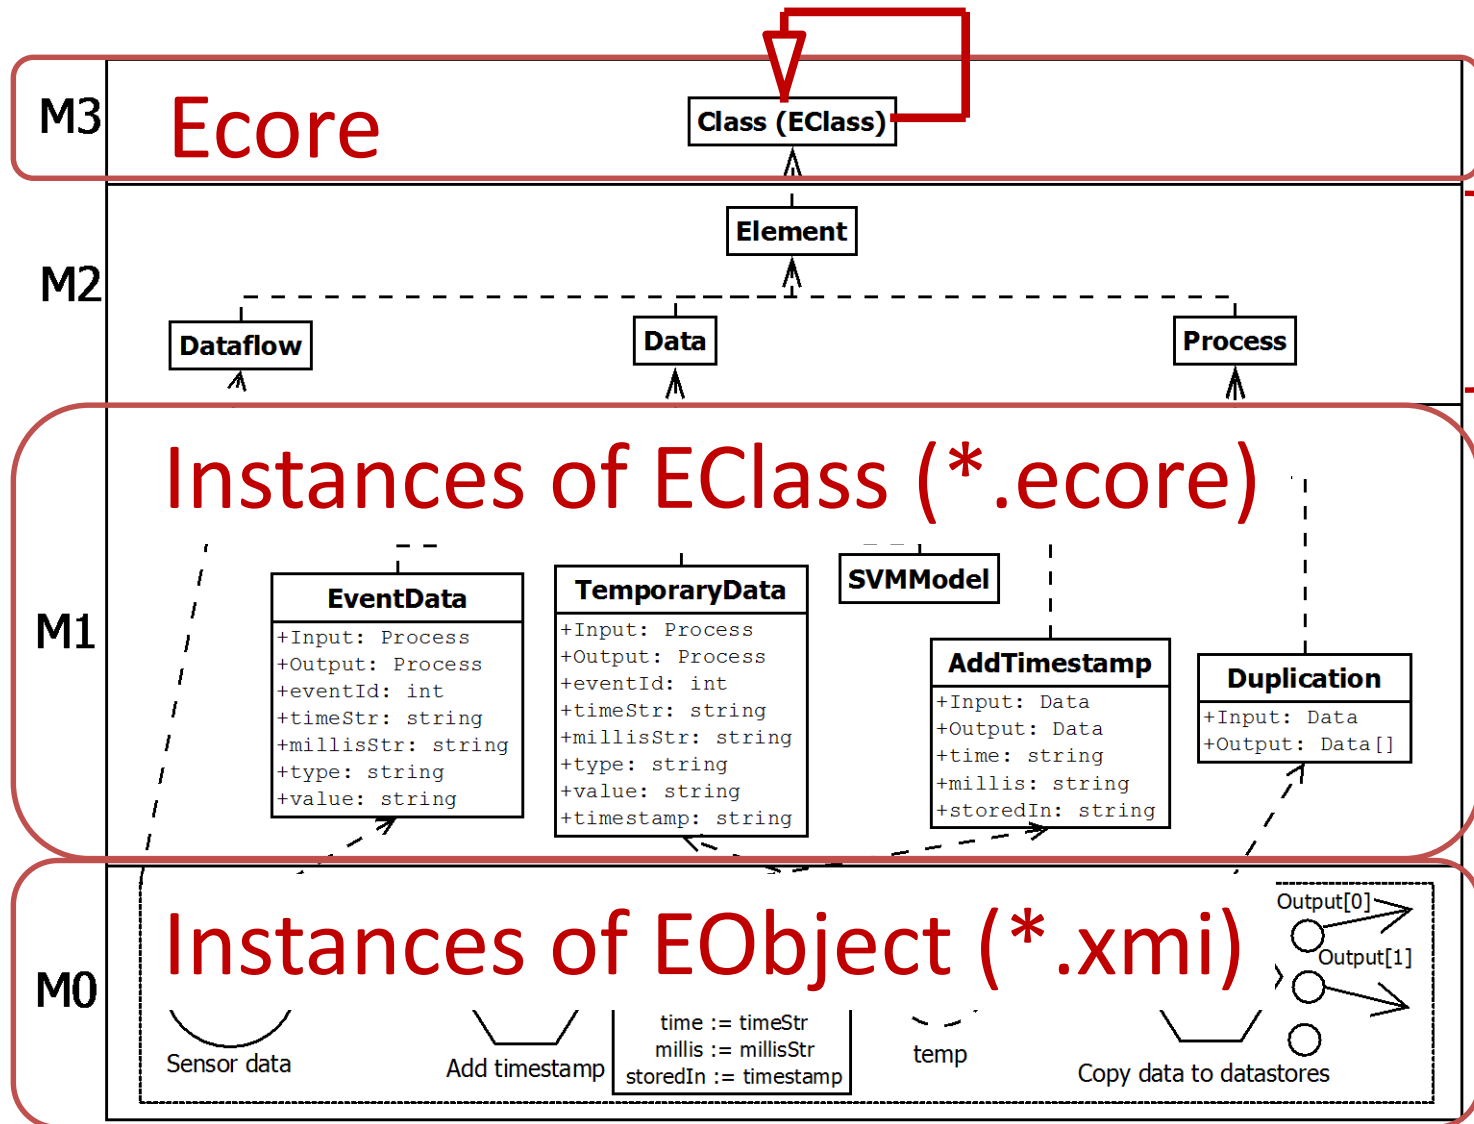 M3
Ecore
Class (EClass)
M2
Element
Dataflow
Data
Process
Instances of EClass (*.ecore)
M1
EventData
+Input: Process
+Output: Process
+eventId: int
+timeStr: string
+millisStr: string
+type: string
+value: string
TemporaryData
+Input: Process
+Output: Process
+eventId: int
+timeStr: string
+millisStr: string
+type: string
+value: string
+timestamp: string
SVMModel
AddTimestamp
+Input: Data
+Output: Data
+time: string
+millis: string
+storedIn: string
Duplication
+Input: Data
+Output: Data[]
M0
Instances of EObject (*.xmi)
Output[0]
Output[1]
Sensor data
Add timestamp
time := timeStr
millis := millisStr
storedIn := timestamp
temp
Copy data to datastores